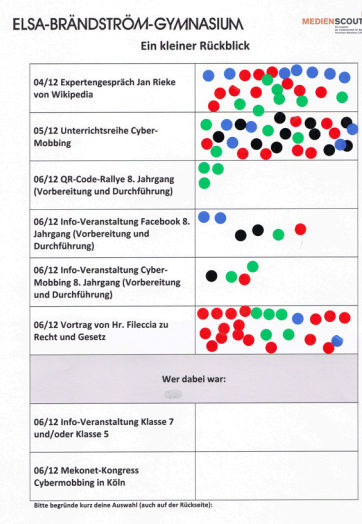 ELSA-BRÄNDSTRÖM-GYMNASIUM
MEDIENSCOUT
Ein kleiner Rückblick
04/12 Expertengespräch Jan Rieke
von Wikipedia
05/12 Unterrichtsreihe Cyber-
Mobbing
06/12 QR-Code-Rallye 8. Jahrgang
(Vorbereitung und Durchführung)
06/12 Info-Veranstaltung Facebook 8.
Jahrgang (Vorbereitung und
Durchführung)
06/12 Info-Veranstaltung Cyber-
Mobbing 8. Jahrgang (Vorbereitung
und Durchführung)
06/12 Vortrag von Hr. Fileccia zu
Recht und Gesetz
Wer dabei war:
06/12 Info-Veranstaltung Klasse 7
und/oder Klasse 5
06/12 Mekonet-Kongress
Cybermobbing in Köln
Bitte begründe kurz deine Auswahl (auch auf der Rückseite):